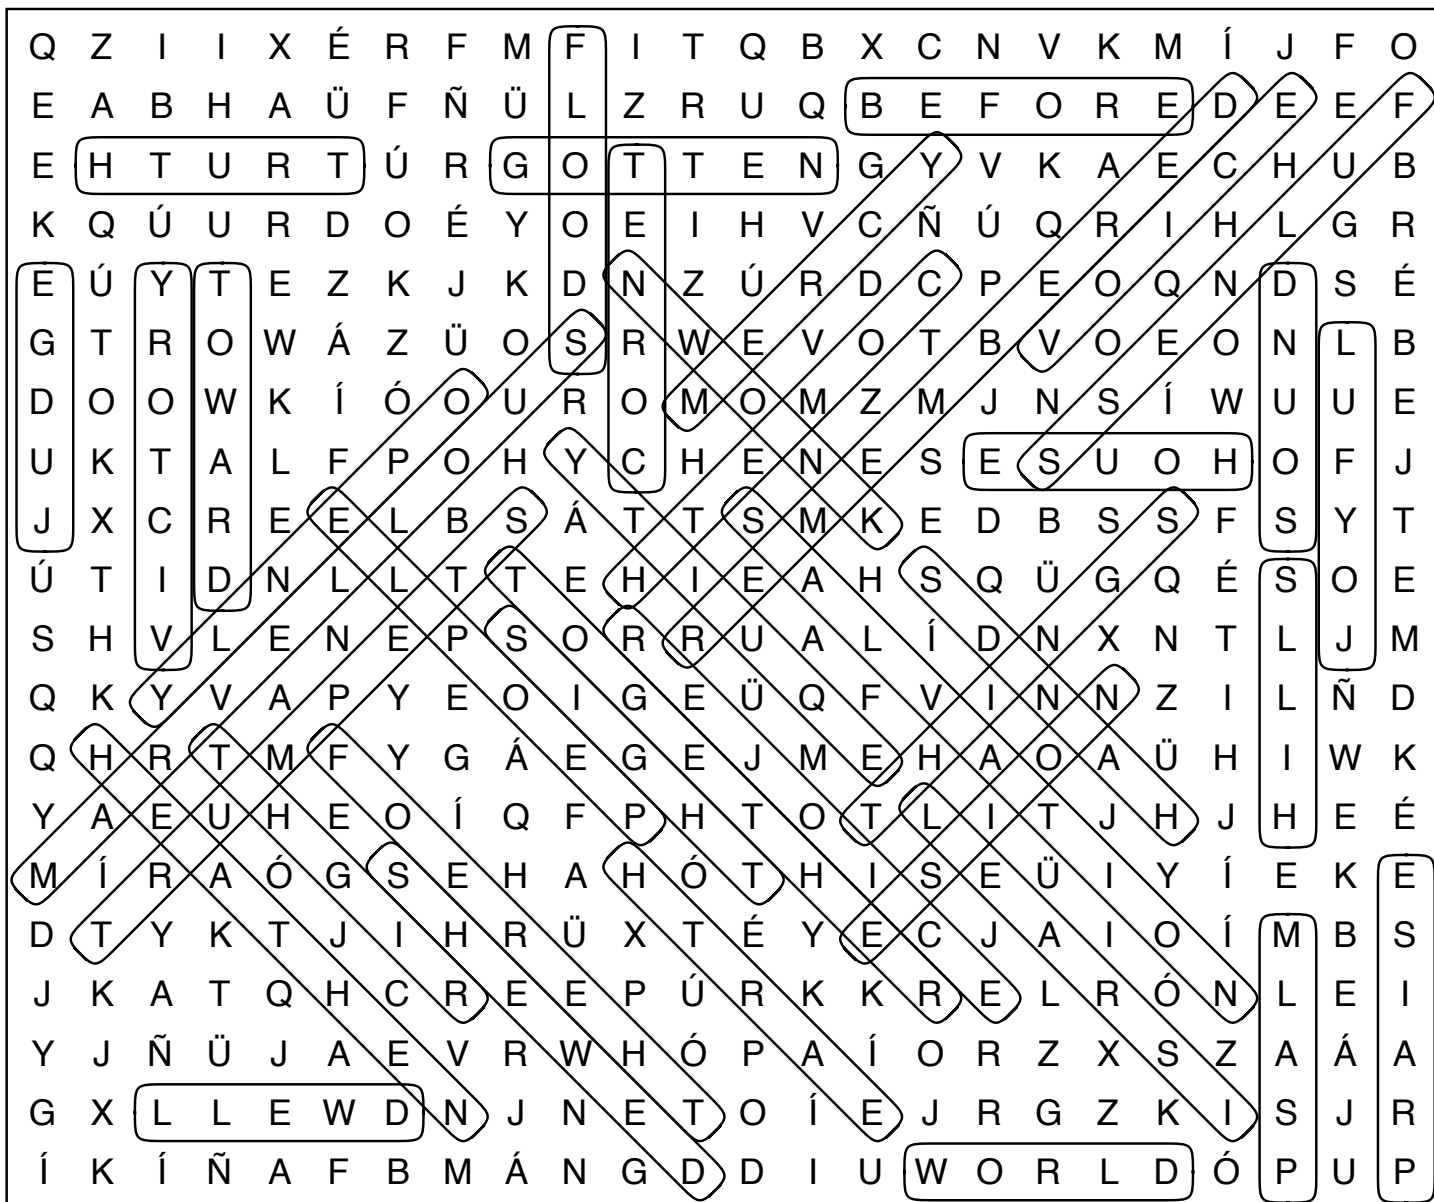 Q Z I I X É R F M F I T Q B X C N V K M Í J F O
E A B H A Ü F Ñ Ü L Z R U Q B E F O R E D E E F
E H T U R T Ú R G O T T E N G Y V K A E C H U B
K Q Ú U R D O É Y O E I H V C Ñ Ú Q R I H L G R
E Ú Y T E Z K J K D N Z Ú R D C P E O Q N D S É
G T R O W Á Z Ü O S R W E V O T B V O E O N L B
D O O W K Í Ó O U R O M O M Z M J N S Í W U U E
U K T A L F P O H Y C H E N E S E S U O H O F J
J X C R E E L B S Á T T S M K E D B S S F S Y T
Ú T I D N L L T T E H I E A H S Q Ü G Q É S O E
S H V L E N E P S O R R U A L Í D N X N T L J M
Q K Y V A P Y E O I G E Ü Q F V I N N Z I L Ñ D
Q H R T M F Y G Á E G E J M E H A O A Ü H I W K
Y A E U H E O Í Q F P H T O T L I T J H J H E É
M Í R A Ó G S E H A H Ó T H I S E Ü I Y Í E K E
D T Y K T J I H R Ü X T É Y E C J A I O Í M B S
J K A T Q H C R E E P Ú R K K R E L R Ó N L E I
Y J Ñ Ü J A E V R W H Ó P A Í O R Z X S Z A Á A
G X L L E W D N J N E T O Í E J R G Z K I S J R
Í K Í Ñ A F B M Á N G D D I U W O R L D Ó P U P